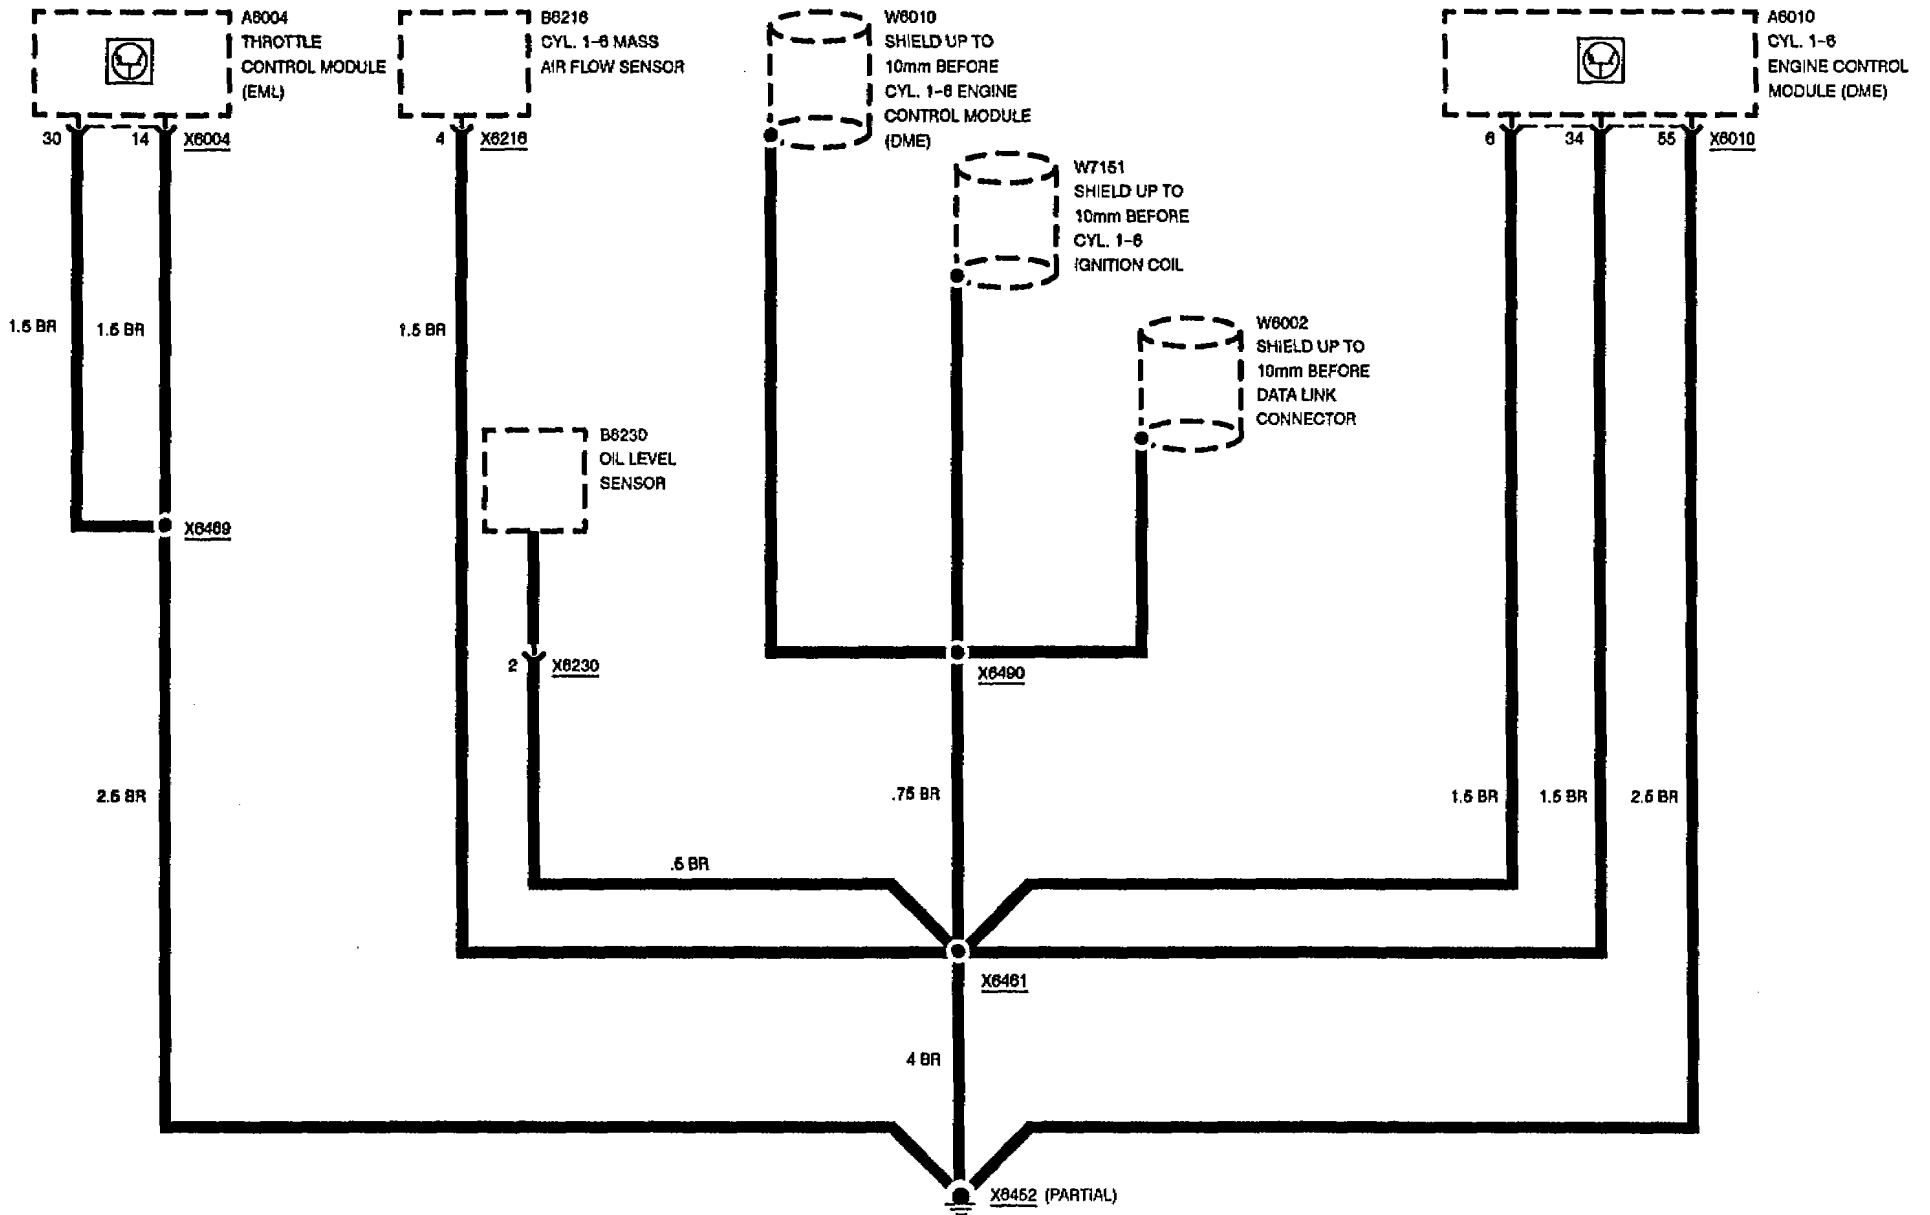 A6004
THROTTLE
CONTROL MODULE
(EML)
B6216
CYL. 1-6 MASS
AIR FLOW SENSOR
W6010
SHIELD UP TO
10mm BEFORE
CYL. 1-6 ENGINE
CONTROL MODULE
(DME)
A6010
CYL. 1-6
ENGINE CONTROL
MODULE (DME)
30
14
X6004
4
X6216
6
34
55
X6010
W7151
SHIELD UP TO
10mm BEFORE
CYL. 1-6
IGNITION COIL
1.5 BR
1.5 BR
1.5 BR
W6002
SHIELD UP TO
10mm BEFORE
DATA LINK
CONNECTOR
B6230
OIL LEVEL
SENSOR
X6469
2
X6230
X6490
2.5 BR
.75 BR
1.5 BR
1.5 BR
2.5 BR
.5 BR
X6461
4 BR
X6452 (PARTIAL)